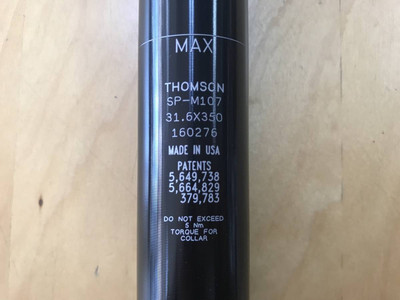 MAX
THOMSON
SP-M107
31.6X350
160276
MADE IN USA
PATENTS
5,649,738
5,664,829
379,783
DO NOT EXCEED
5 Nm
TORQUE FOR
COLLAR